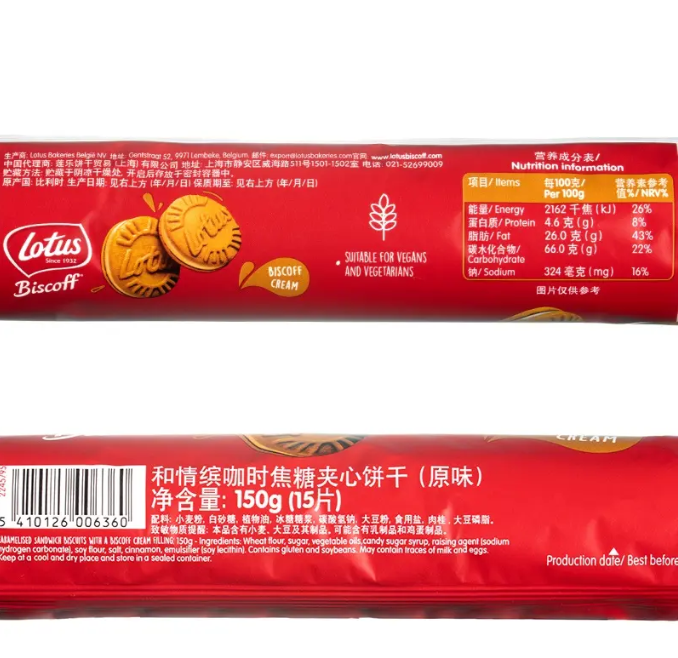 生产商: Lotus Bakeries België NV 地址: Gentstraat 52, 9971 Lembeke, Belgium. 邮件: export@lotusbakeries.com官网: www.lotusbiscoff.com
中国代理商: 莲乐饼干贸易 (上海) 有限公司 地址: 上海市静安区威海路511号1501-1502室 电话: 021-52699009
贮藏方法: 贮藏于阴凉干燥处, 开启后存放于密封容器中。
原产国: 比利时 生产日期: 见右上方 (年/月/日) 保质期至: 见右上方 (年/月/日)
Lotus
Since 1932
Biscoff
BISCOFF
CREAM
SUITABLE FOR VEGANS
AND VEGETARIANS
营养成分表/
Nutrition information
项目/ Items 每100克/ Per 100g 营养素参考值%/ NRV%
能量/ Energy 2162 千焦 (kJ) 26%
蛋白质/ Protein 4.6 克 (g) 8%
脂肪/ Fat 26.0 克 (g) 43%
碳水化合物/ Carbohydrate 66.0 克 (g) 22%
钠/ Sodium 324 毫克 (mg) 16%
图片仅供参考
CREAM
5 410126 006360
和情缤咖时焦糖夹心饼干 (原味)
净含量: 150g (15片)
配料: 小麦粉, 白砂糖, 植物油, 冰糖糖浆, 碳酸氢钠, 大豆粉, 食用盐, 肉桂, 大豆磷脂。
致敏物质提醒: 本品含有小麦、大豆及其制品。可能含有乳制品和鸡蛋制品。
CARAMELISED SANDWICH BISCUITS WITH A BISCOFF CREAM FILLING 150g - Ingredients: Wheat flour, sugar, vegetable oils,candy sugar syrup, raising agent (sodium
hydrogen carbonate), soy flour, salt, cinnamon, emulsifier (soy lecithin). Contains gluten and soybeans. May contain traces of milk and eggs.
Keep at a cool and dry place and store in a sealed container.
Production date/ Best before